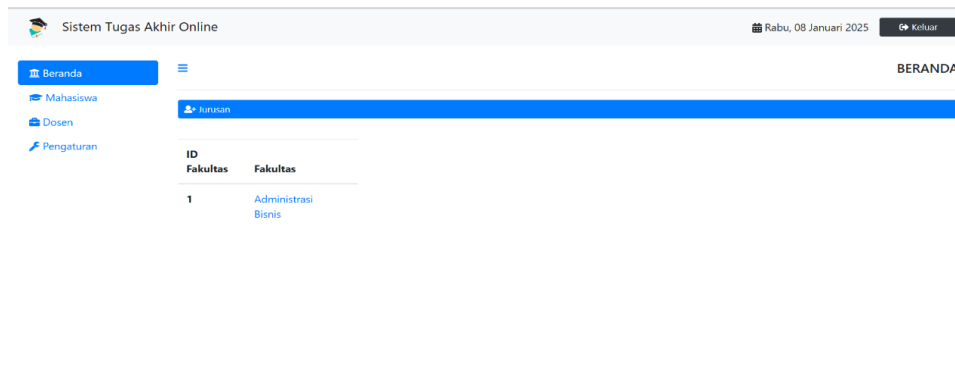 Sistem Tugas Akhir Online
Rabu, 08 Januari 2025
Keluar
Beranda
Mahasiswa
Dosen
Pengaturan
BERANDA
Jurusan
ID
Fakultas Fakultas
1 Administrasi
Bisnis